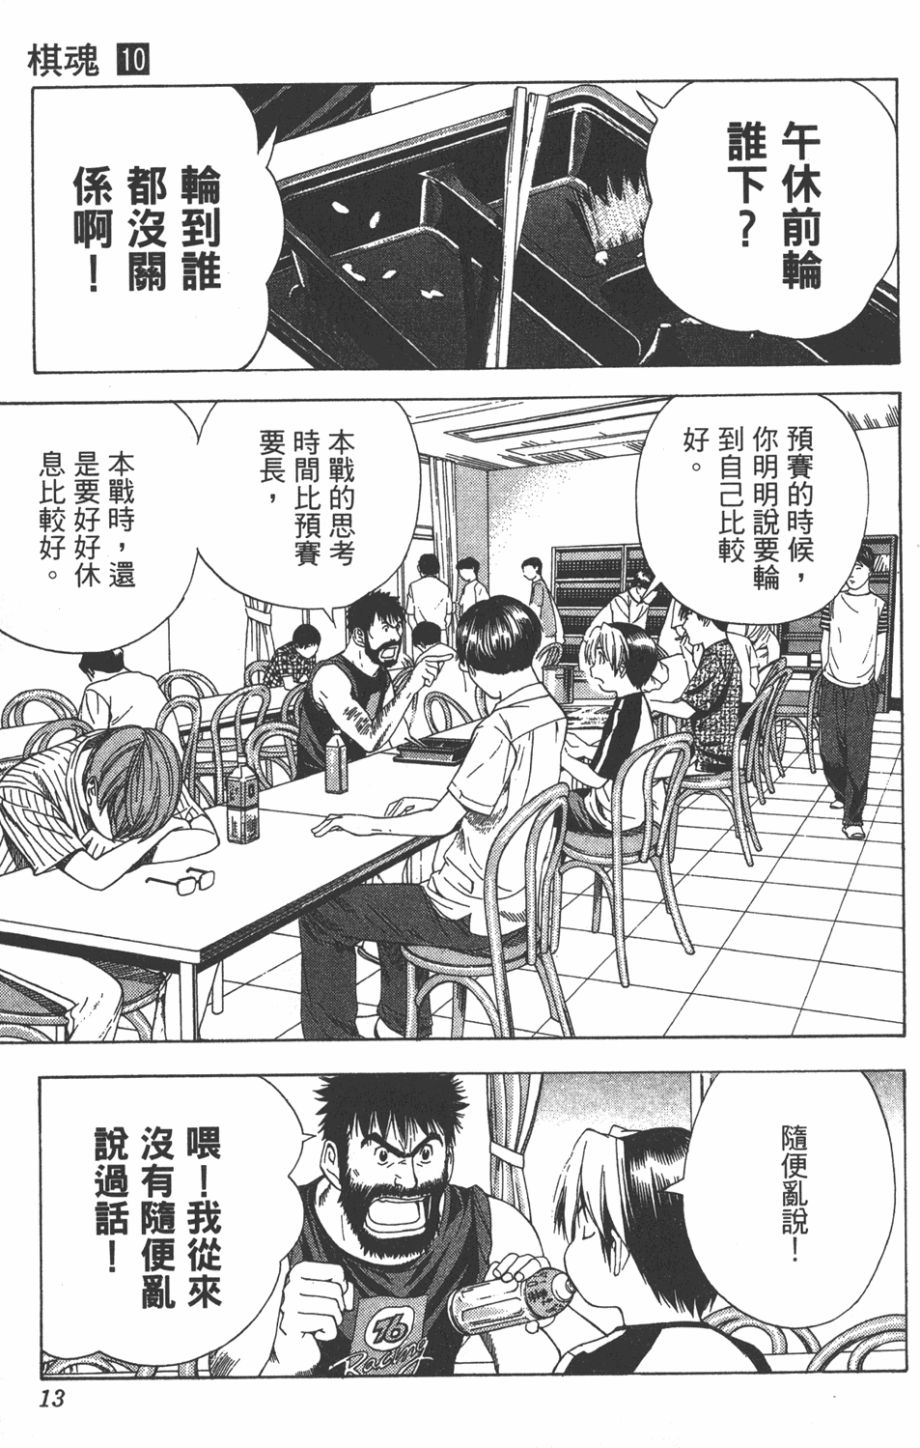 棋魂 10
午休前輪
誰下？
輪到誰
都沒關
係啊！
預賽的時候，
你明明說要輪
到自己比較
好。
本戰的思考
時間比預賽
要長，
本戰時，還
是要好好休
息比較好。
隨便亂說！
喂！我從來
沒有隨便亂
說過話！
76
Racing
13